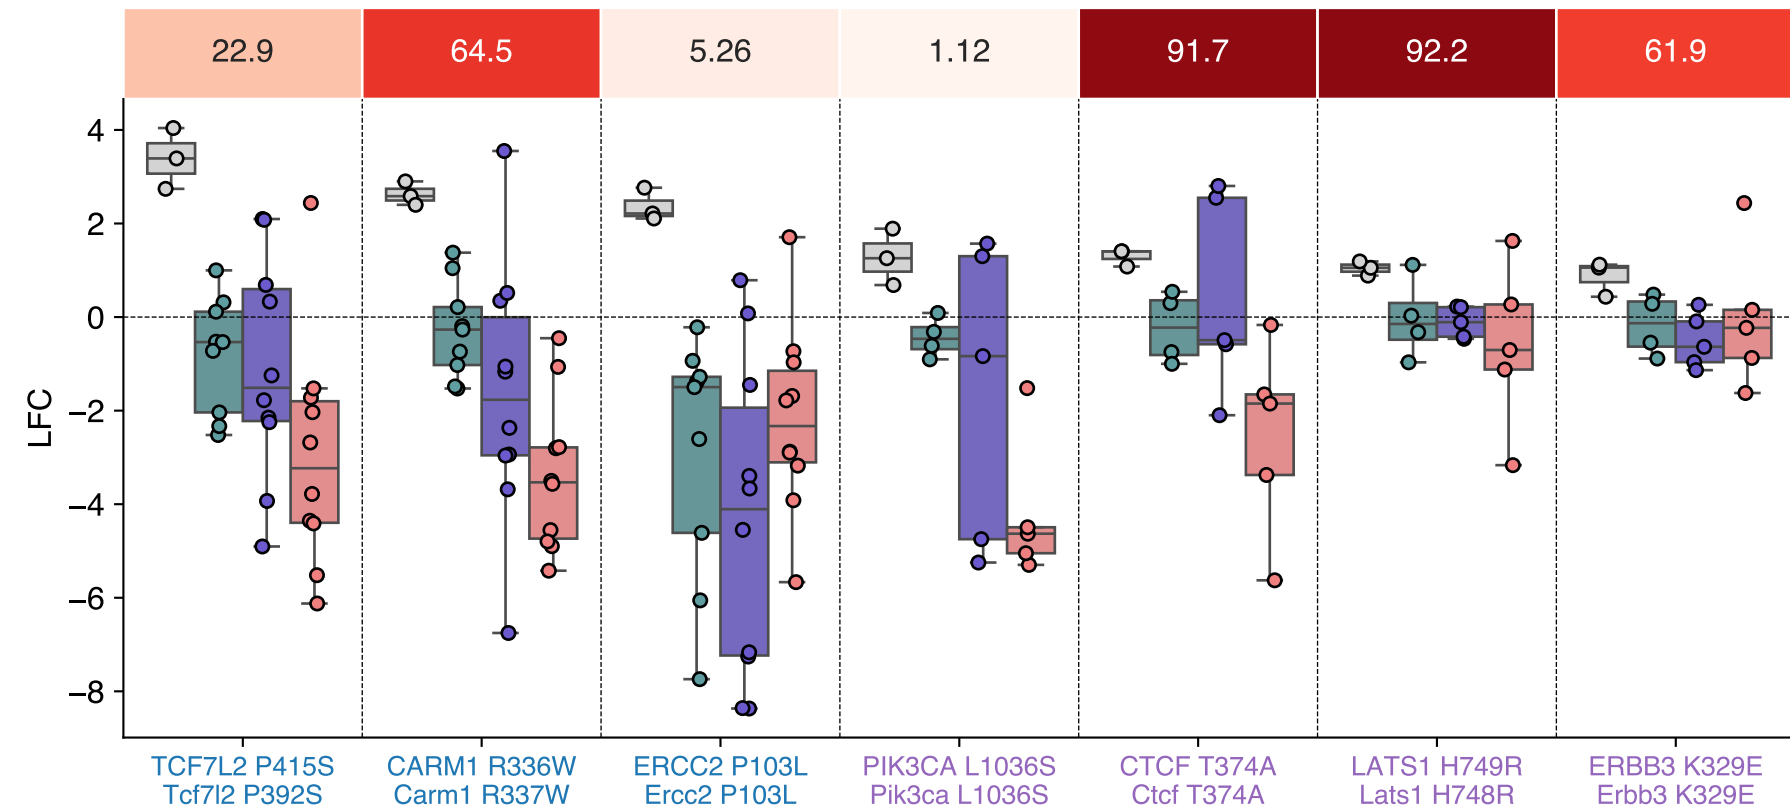 22.9 64.5 5.26 1.12 91.7 92.2 61.9
4
2
0
−2
−4
−6
−8
LFC
TCF7L2 P415S CARM1 R336W ERCC2 P103L PIK3CA L1036S CTCF T374A LATS1 H749R ERBB3 K329E
Tcf7l2 P392S Carm1 R337W Ercc2 P103L Pik3ca L1036S Ctcf T374A Lats1 H748R Erbb3 K329E